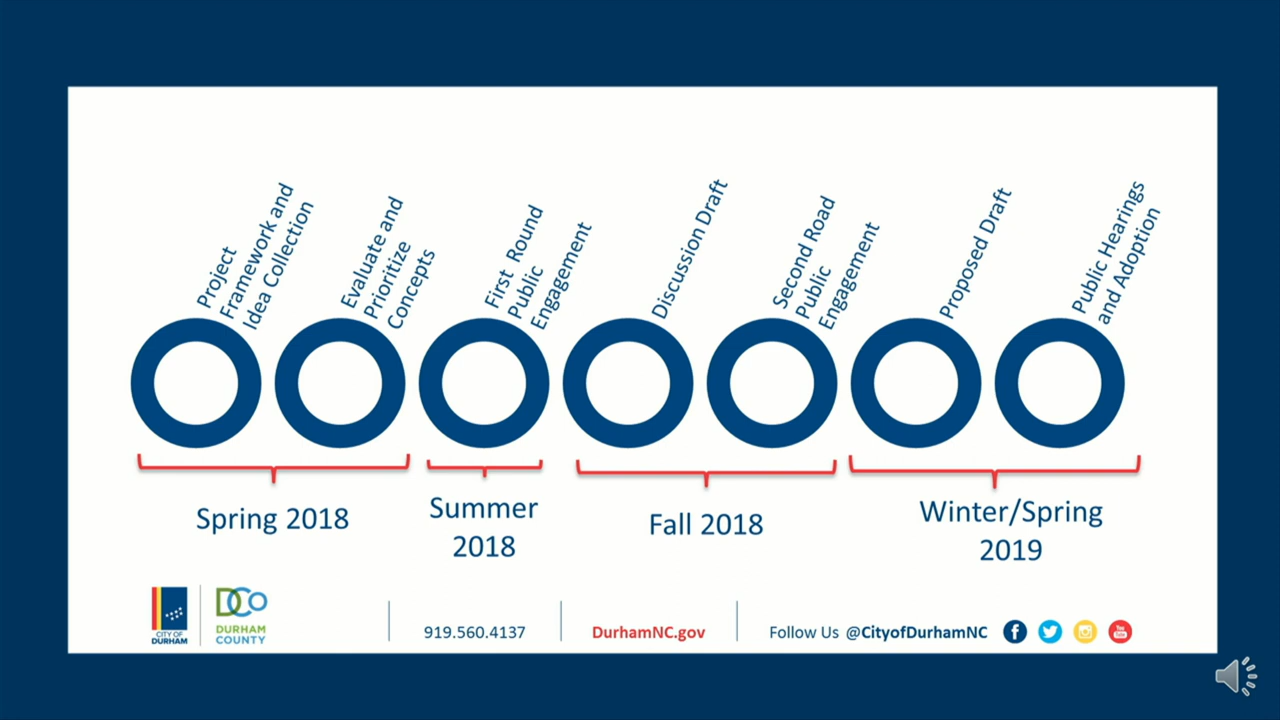 Project
Framework and
Idea Collection
Evaluate and
Prioritize
Concepts
First Round
Public
Engagement
Discussion Draft
Second Road
Public
Engagement
Proposed Draft
Public Hearings
and Adoption
Spring 2018
Summer
2018
Fall 2018
Winter/Spring
2019
CITY OF
DURHAM
DCo
DURHAM
COUNTY
919.560.4137
DurhamNC.gov
Follow Us @CityofDurhamNC
f
You
Tube